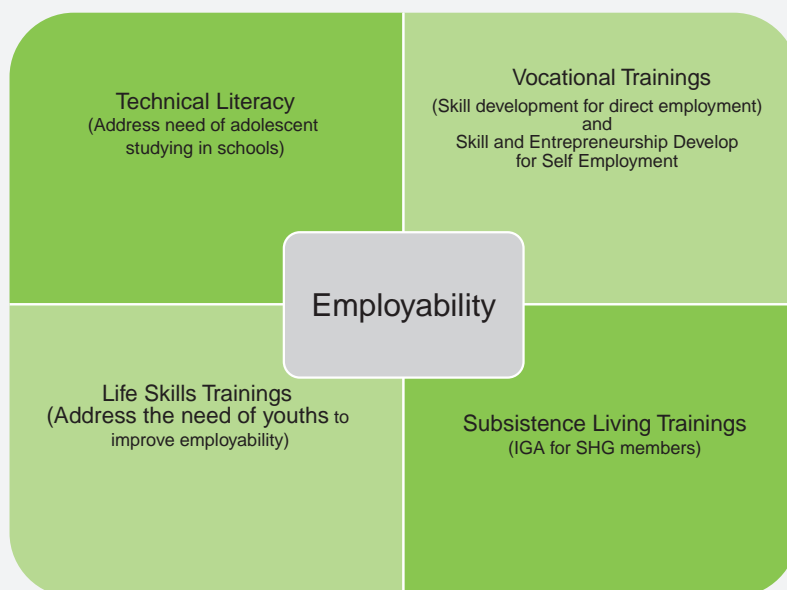 Technical Literacy
(Address need of adolescent
studying in schools)
Vocational Trainings
(Skill development for direct employment)
and
Skill and Entrepreneurship Develop
for Self Employment
Employability
Life Skills Trainings
(Address the need of youths to
improve employability)
Subsistence Living Trainings
(IGA for SHG members)